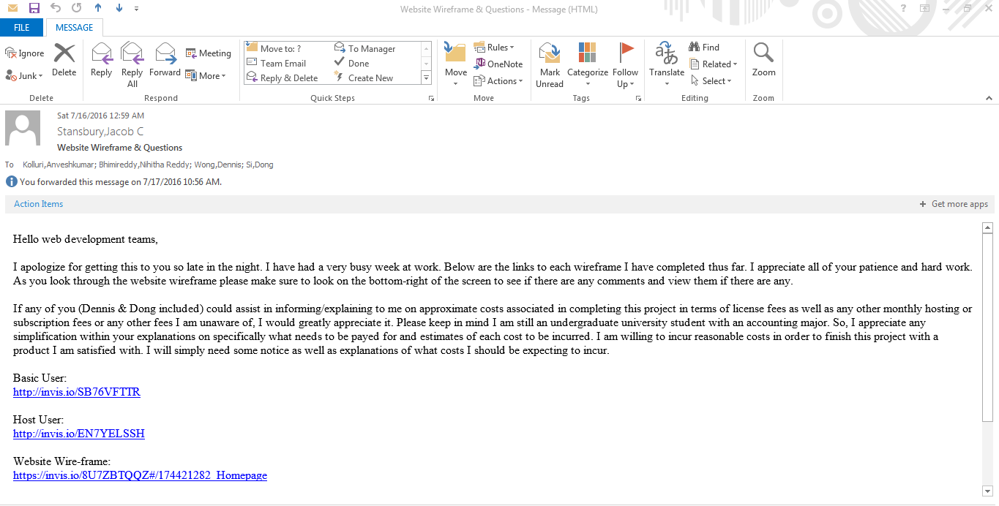 Website Wireframe & Questions - Message (HTML)
?
FILE
MESSAGE
Ignore
Junk
Delete
Reply
Reply All
Forward
Meeting
More
Move to: ?
Team Email
Reply & Delete
To Manager
Done
Create New
Move
Rules
OneNote
Actions
Mark Unread
Categorize
Follow Up
Translate
Find
Related
Select
Zoom
Delete
Respond
Quick Steps
Move
Tags
Editing
Zoom
Sat 7/16/2016 12:59 AM
Stansbury,Jacob C
Website Wireframe & Questions
To Kolluri,Anveshkumar; Bhimireddy,Nihitha Reddy; Wong,Dennis; Si,Dong
You forwarded this message on 7/17/2016 10:56 AM.
Action Items
+ Get more apps
Hello web development teams,
I apologize for getting this to you so late in the night. I have had a very busy week at work. Below are the links to each wireframe I have completed thus far. I appreciate all of your patience and hard work.
As you look through the website wireframe please make sure to look on the bottom-right of the screen to see if there are any comments and view them if there are any.
If any of you (Dennis & Dong included) could assist in informing/explaining to me on approximate costs associated in completing this project in terms of license fees as well as any other monthly hosting or
subscription fees or any other fees I am unaware of, I would greatly appreciate it. Please keep in mind I am still an undergraduate university student with an accounting major. So, I appreciate any
simplification within your explanations on specifically what needs to be payed for and estimates of each cost to be incurred. I am willing to incur reasonable costs in order to finish this project with a
product I am satisfied with. I will simply need some notice as well as explanations of what costs I should be expecting to incur.
Basic User:
http://invis.io/SB76VFTTR
Host User:
http://invis.io/EN7YELSSH
Website Wire-frame:
https://invis.io/8U7ZBTQQZ#/174421282_Homepage